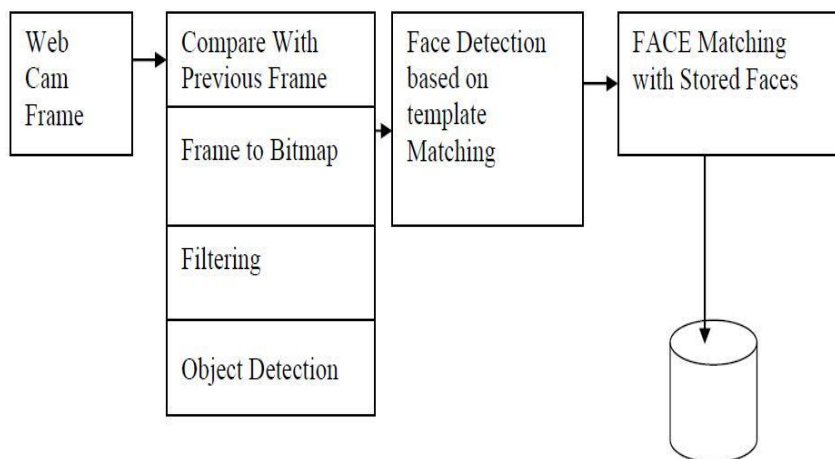 Web
Cam
Frame
Compare With
Previous Frame
Frame to Bitmap
Filtering
Object Detection
Face Detection
based on
template
Matching
FACE Matching
with Stored Faces